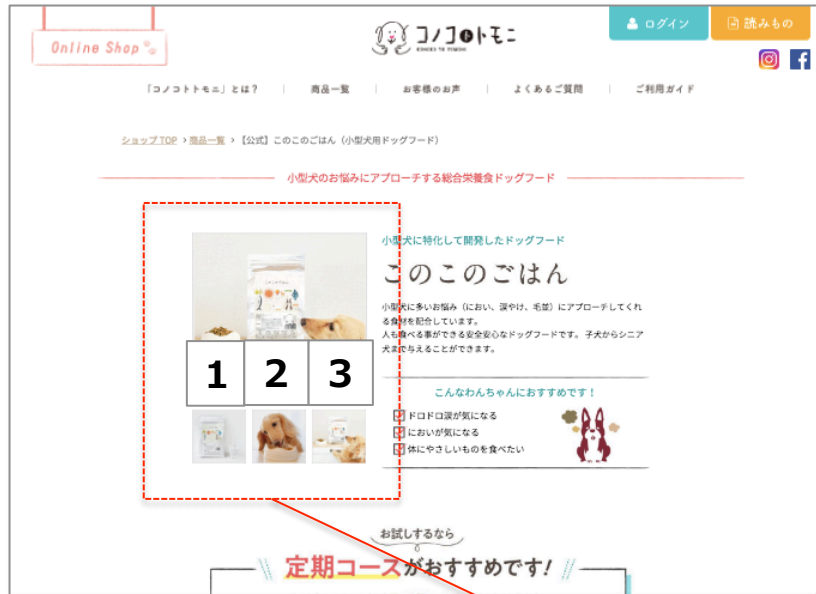 Online Shop
コノコトトモニ
KONOKO TO TOMONI
ログイン
読みもの
「コノコトトモニ」とは？
商品一覧
お客様のお声
よくあるご質問
ご利用ガイド
ショップTOP › 商品一覧 › 【公式】このこのごはん（小型犬用ドッグフード）
小型犬のお悩みにアプローチする総合栄養食ドッグフード
小型犬に特化して開発したドッグフード
このこのごはん
小型犬に多いお悩み（におい、涙やけ、毛並）にアプローチしてくれ
る食材を配合しています。
人も食べる事ができる安全安心なドッグフードです。子犬からシニア
犬まで与えることができます。
1 2 3
こんなわんちゃんにおすすめです！
ドロドロ涙が気になる
においが気になる
体にやさしいものを食べたい
お試しするなら
定期コースがおすすめです!